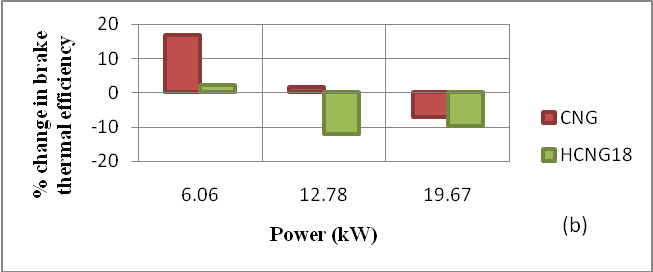 % change in brake
thermal efficiency
20
10
0
-10
-20
6.06 12.78 19.67
Power (kW)
CNG
HCNG18
(b)